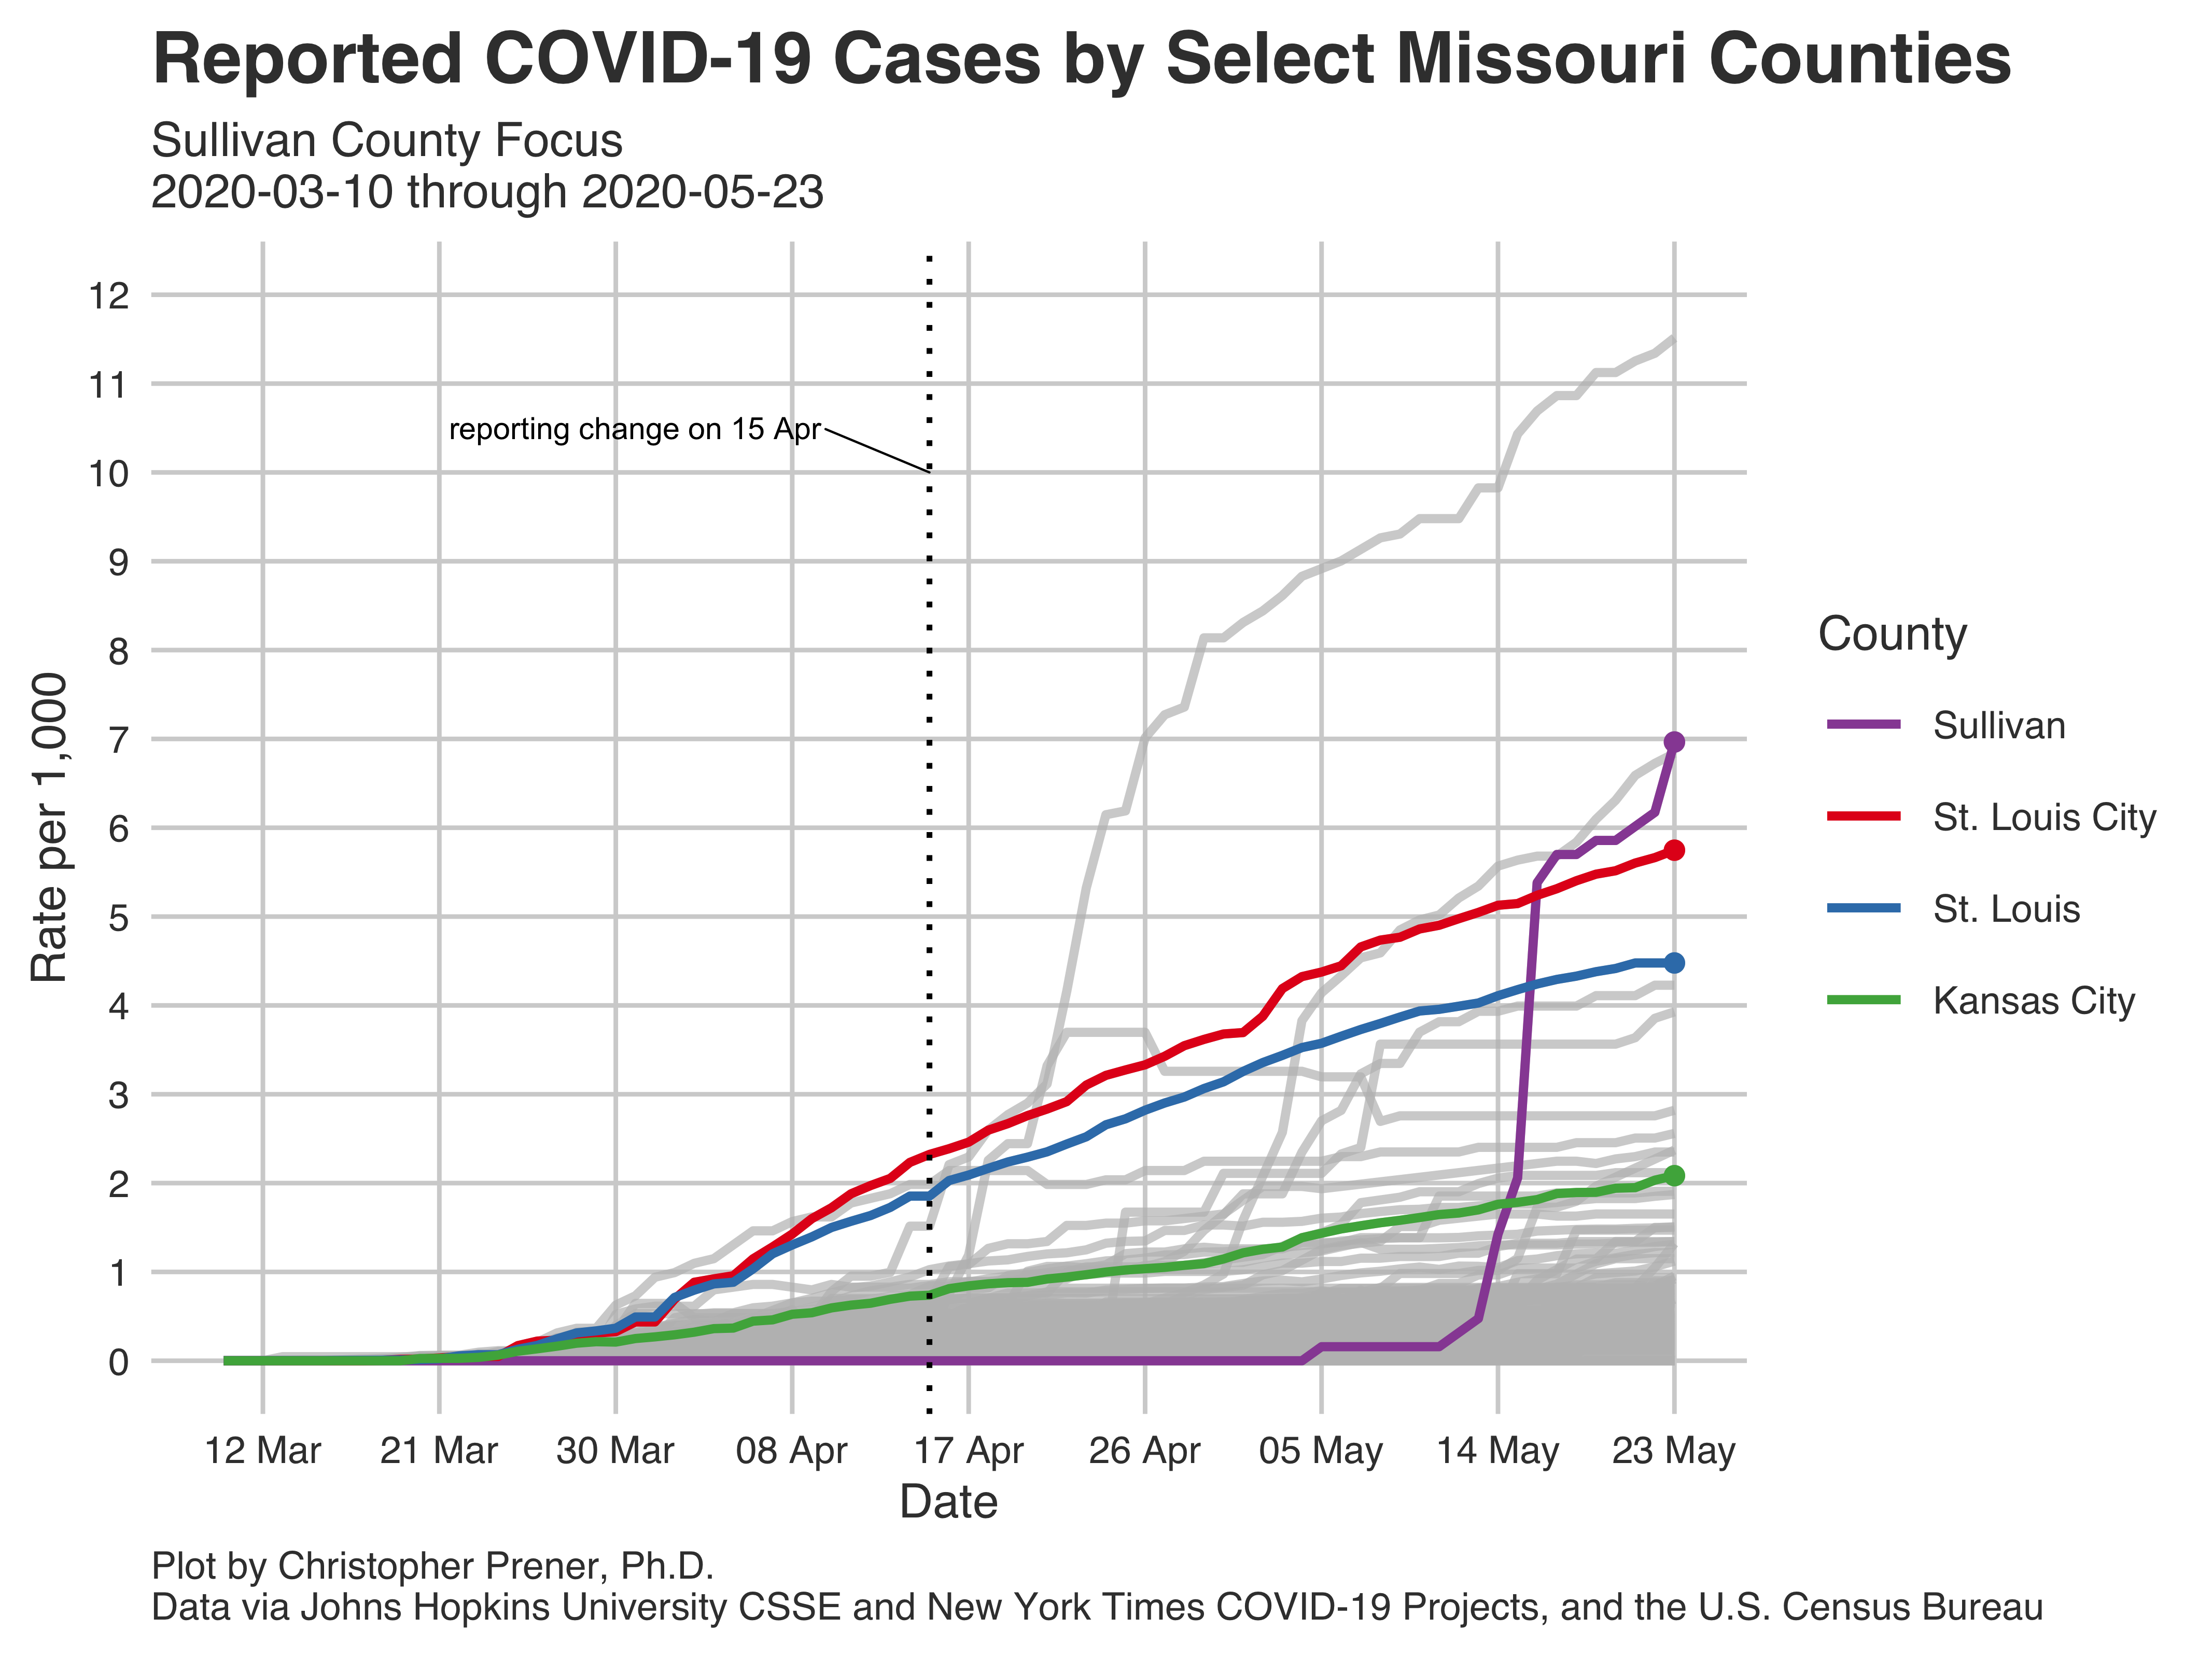 Reported COVID-19 Cases by Select Missouri Counties
Sullivan County Focus
2020-03-10 through 2020-05-23
12
11
reporting change on 15 Apr
10
9
8
7
6
5
4
3
2
1
0
Rate per 1,000
County
Sullivan
St. Louis City
St. Louis
Kansas City
12 Mar
21 Mar
30 Mar
08 Apr
17 Apr
26 Apr
05 May
14 May
23 May
Date
Plot by Christopher Prener, Ph.D.
Data via Johns Hopkins University CSSE and New York Times COVID-19 Projects, and the U.S. Census Bureau